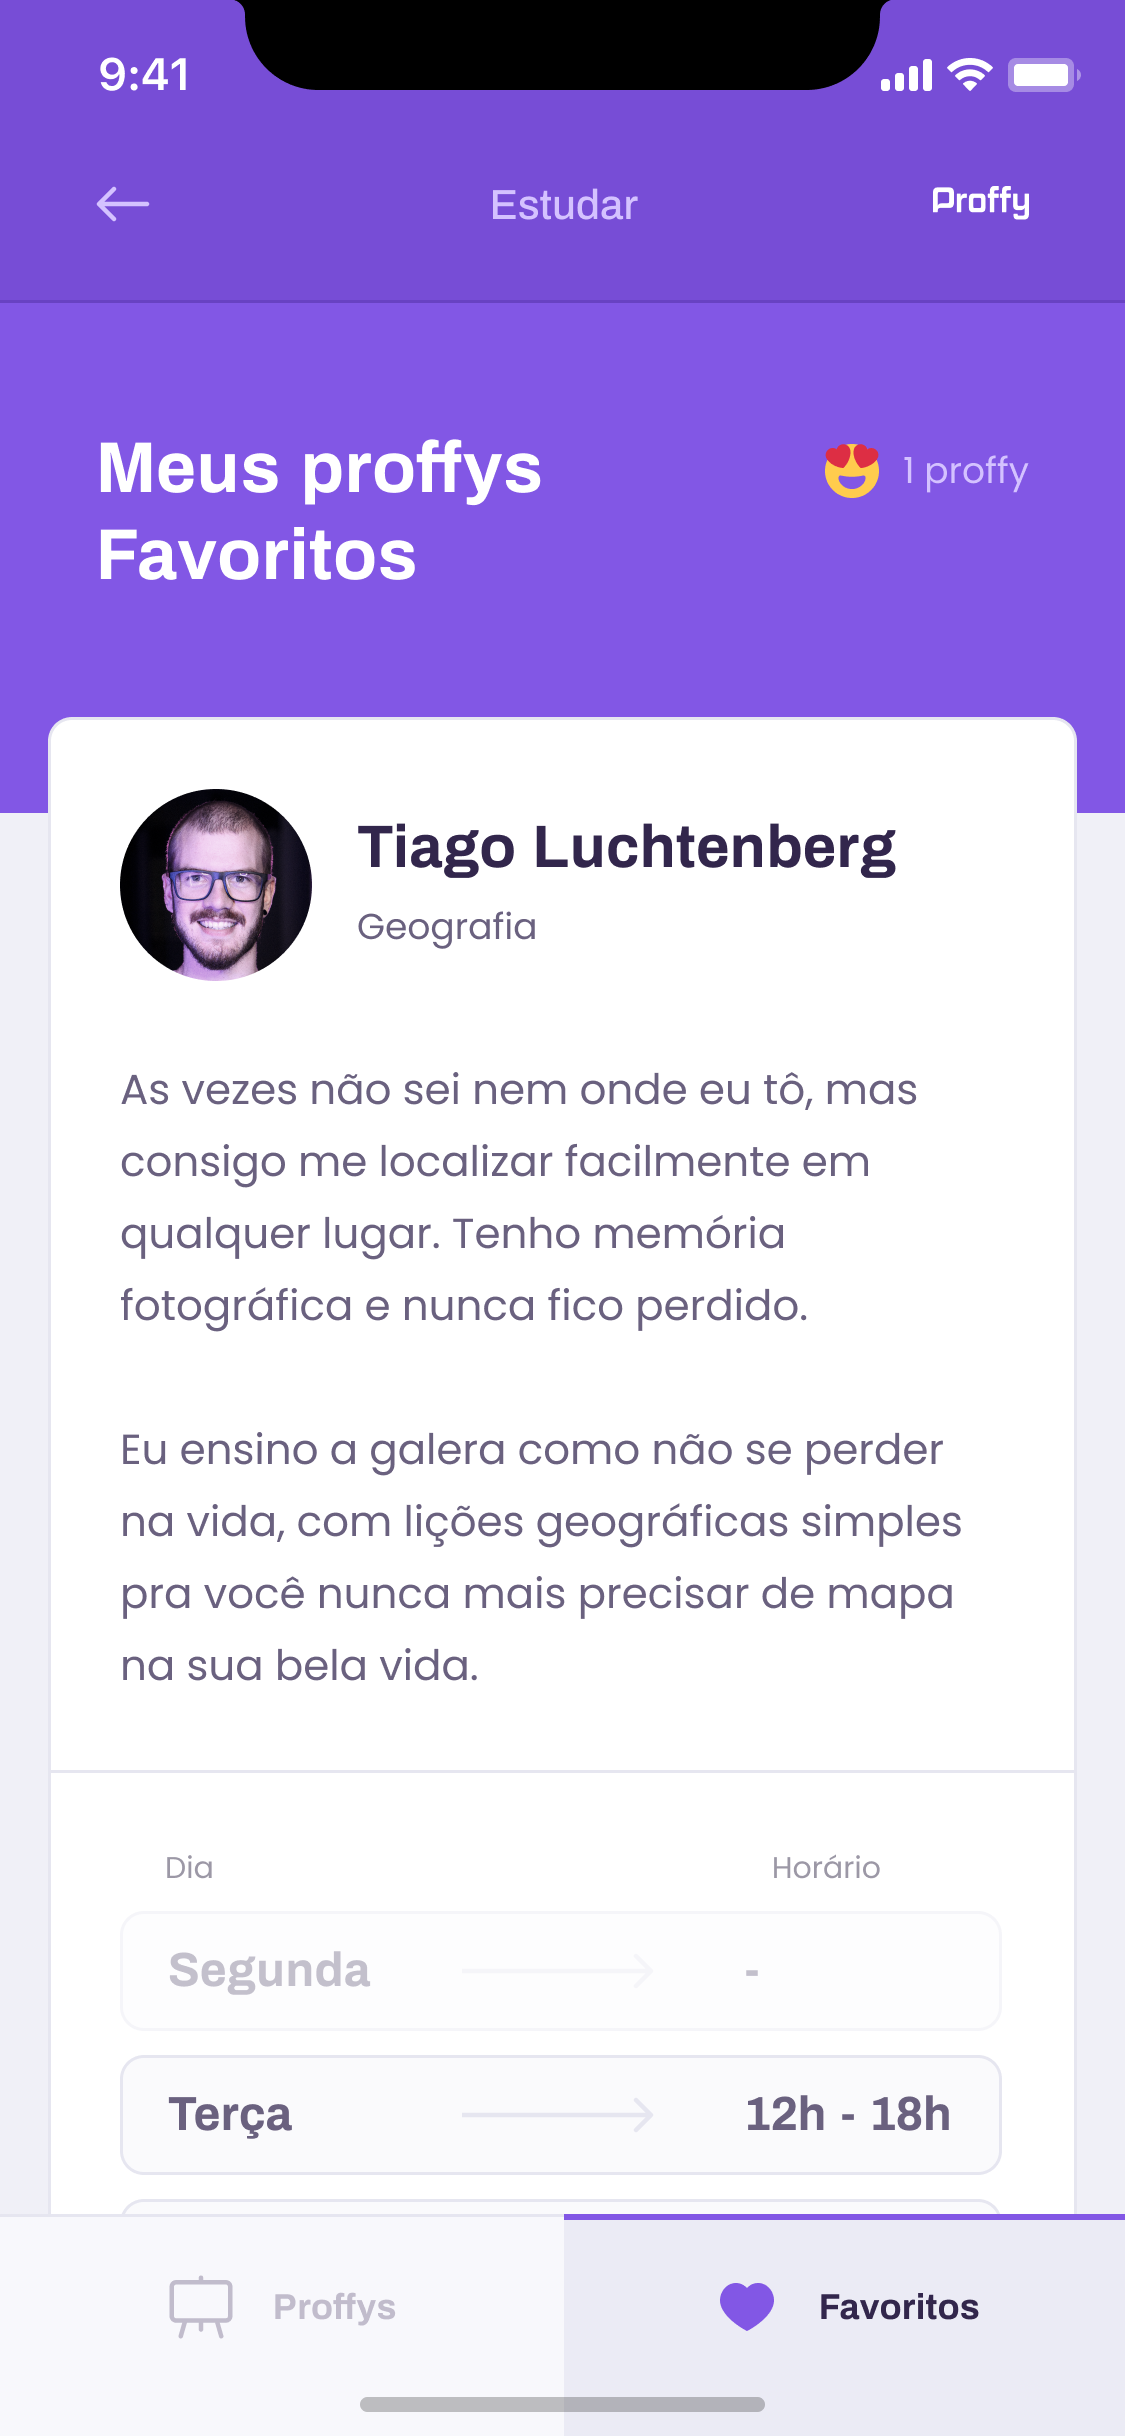 9:41
Estudar
Proffy
Meus proffys
Favoritos
1 proffy
Tiago Luchtenberg
Geografia
As vezes não sei nem onde eu tô, mas
consigo me localizar facilmente em
qualquer lugar. Tenho memória
fotográfica e nunca fico perdido.
Eu ensino a galera como não se perder
na vida, com lições geográficas simples
pra você nunca mais precisar de mapa
na sua bela vida.
Dia Horário
Segunda -
Terça 12h - 18h
Proffys Favoritos